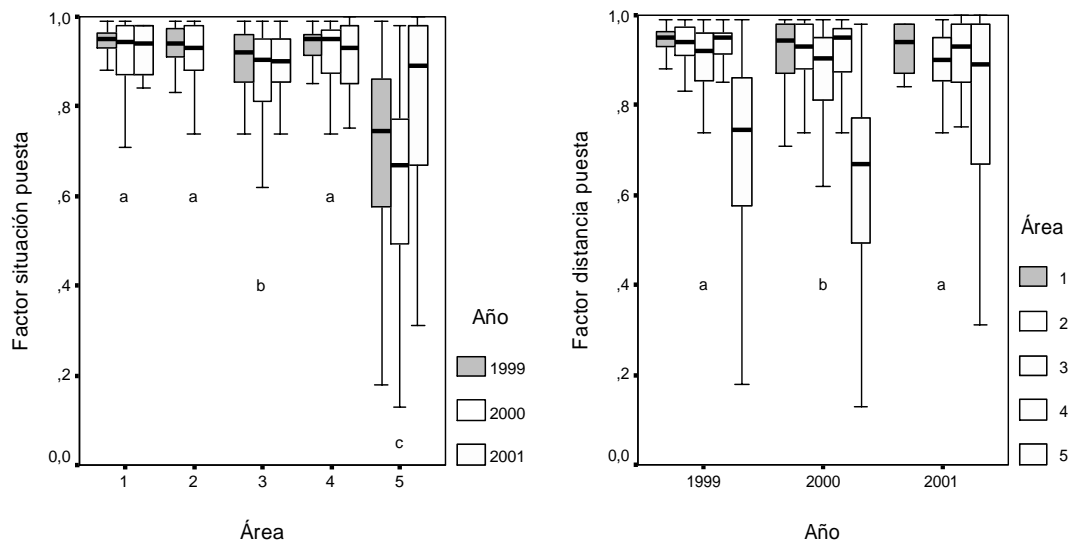 Factor situación puesta
1,0
,8
,6
,4
,2
0,0
a
a
b
a
c
1
2
3
4
5
Área
Año
1999
2000
2001
Factor distancia puesta
1,0
,8
,6
,4
,2
0,0
a
b
a
1999
2000
2001
Año
Área
1
2
3
4
5